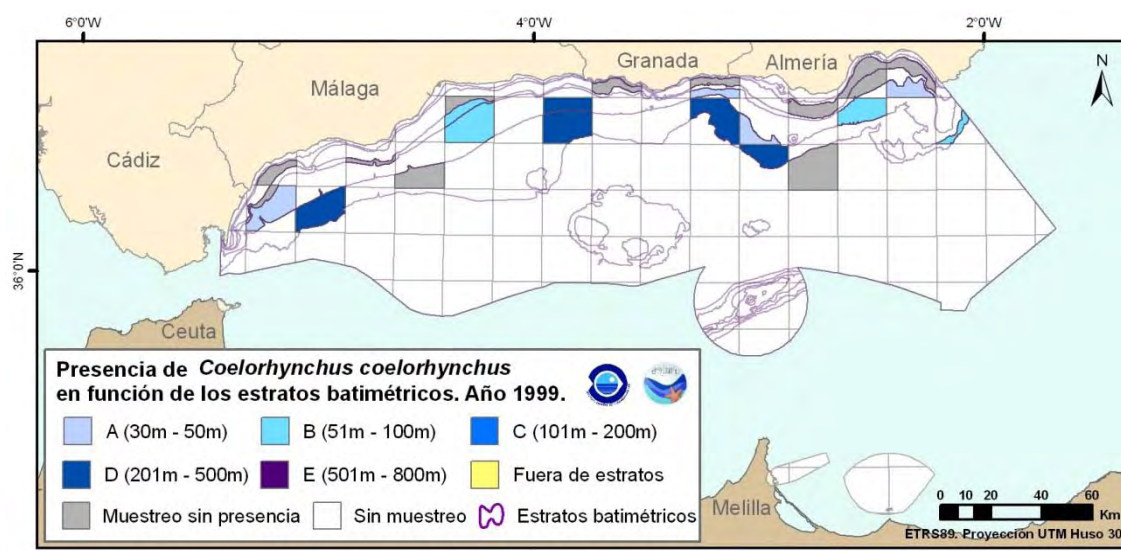 6°0'W
4°0'W
2°0'W
Granada
Almería
N
Málaga
Cádiz
36°0'N
Ceuta
Presencia de Coelorhynchus coelorhynchus
en función de los estratos batimétricos. Año 1999.
A (30m - 50m)
B (51m - 100m)
C (101m - 200m)
D (201m - 500m)
E (501m - 800m)
Fuera de estratos
Muestreo sin presencia
Sin muestreo
Estratos batimétricos
Melilla
0 10 20 40 60
Km
ETRS89. Proyección UTM Huso 30